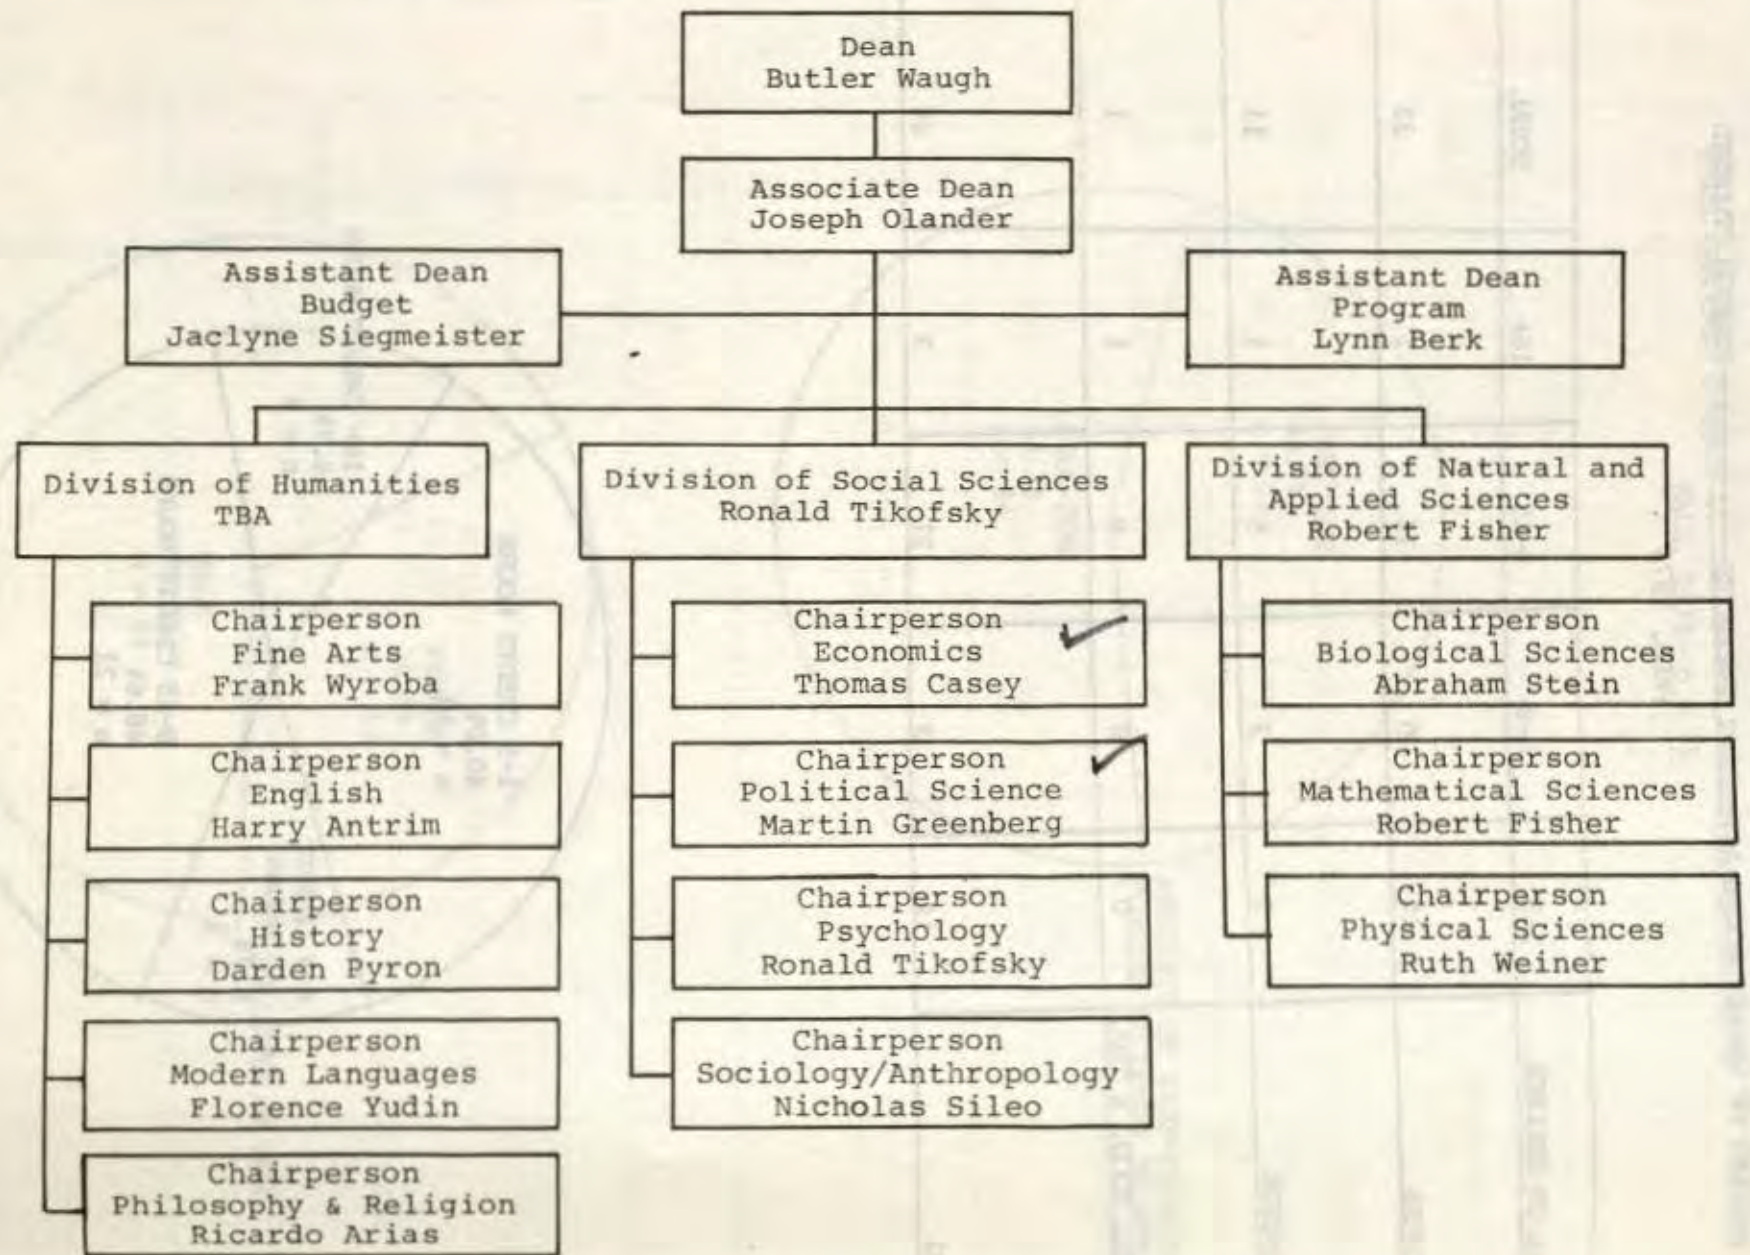 Dean
Butler Waugh
Associate Dean
Joseph Olander
Assistant Dean
Budget
Jaclyne Siegmeister
Assistant Dean
Program
Lynn Berk
Division of Humanities
TBA
Division of Social Sciences
Ronald Tikofsky
Division of Natural and
Applied Sciences
Robert Fisher
Chairperson
Fine Arts
Frank Wyroba
Chairperson
English
Harry Antrim
Chairperson
History
Darden Pyron
Chairperson
Modern Languages
Florence Yudin
Chairperson
Philosophy & Religion
Ricardo Arias
Chairperson
Economics
Thomas Casey
Chairperson
Political Science
Martin Greenberg
Chairperson
Psychology
Ronald Tikofsky
Chairperson
Sociology/Anthropology
Nicholas Sileo
Chairperson
Biological Sciences
Abraham Stein
Chairperson
Mathematical Sciences
Robert Fisher
Chairperson
Physical Sciences
Ruth Weiner